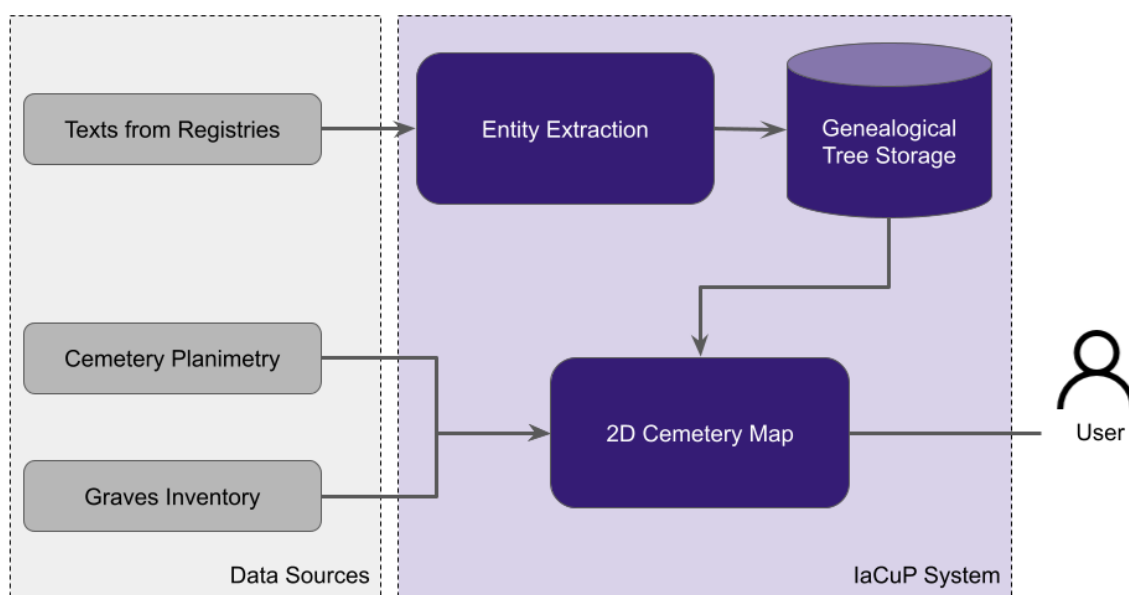 Texts from Registries
Entity Extraction
Genealogical
Tree Storage
Cemetery Planimetry
2D Cemetery Map
User
Graves Inventory
Data Sources
IaCuP System